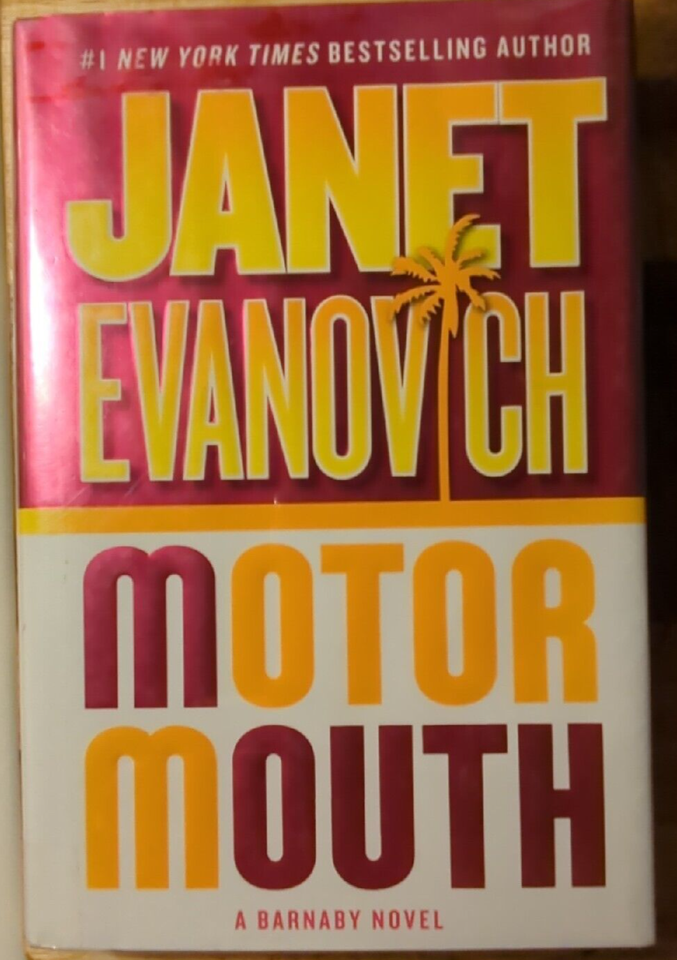 #1 NEW YORK TIMES BESTSELLING AUTHOR
JANET
EVANOVICH
MOTOR
MOUTH
A BARNABY NOVEL